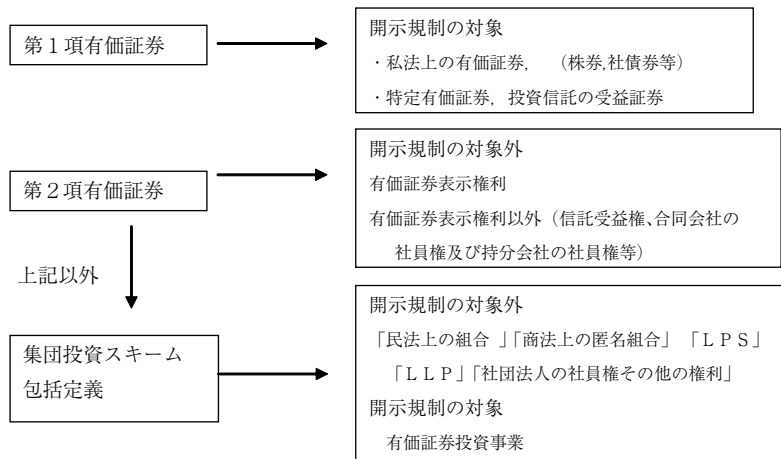 第１項有価証券
開示規制の対象
・私法上の有価証券，　（株券,社債券等）
・特定有価証券，投資信託の受益証券
第２項有価証券
開示規制の対象外
有価証券表示権利
有価証券表示権利以外（信託受益権、合同会社の
社員権及び持分会社の社員権等）
上記以外
集団投資スキーム
包括定義
開示規制の対象外
「民法上の組合 」「商法上の匿名組合」 「ＬＰＳ」
「ＬＬＰ」「社団法人の社員権その他の権利」
開示規制の対象
有価証券投資事業